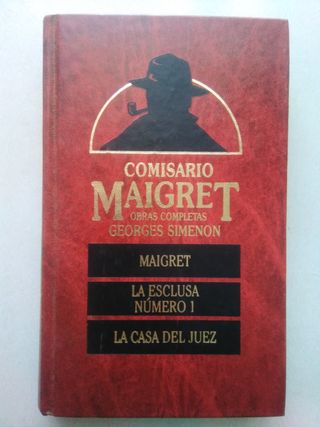 COMISARIO
MAIGRET
OBRAS COMPLETAS
GEORGES SIMENON
MAIGRET
LA ESCLUSA
NÚMERO 1
LA CASA DEL JUEZ